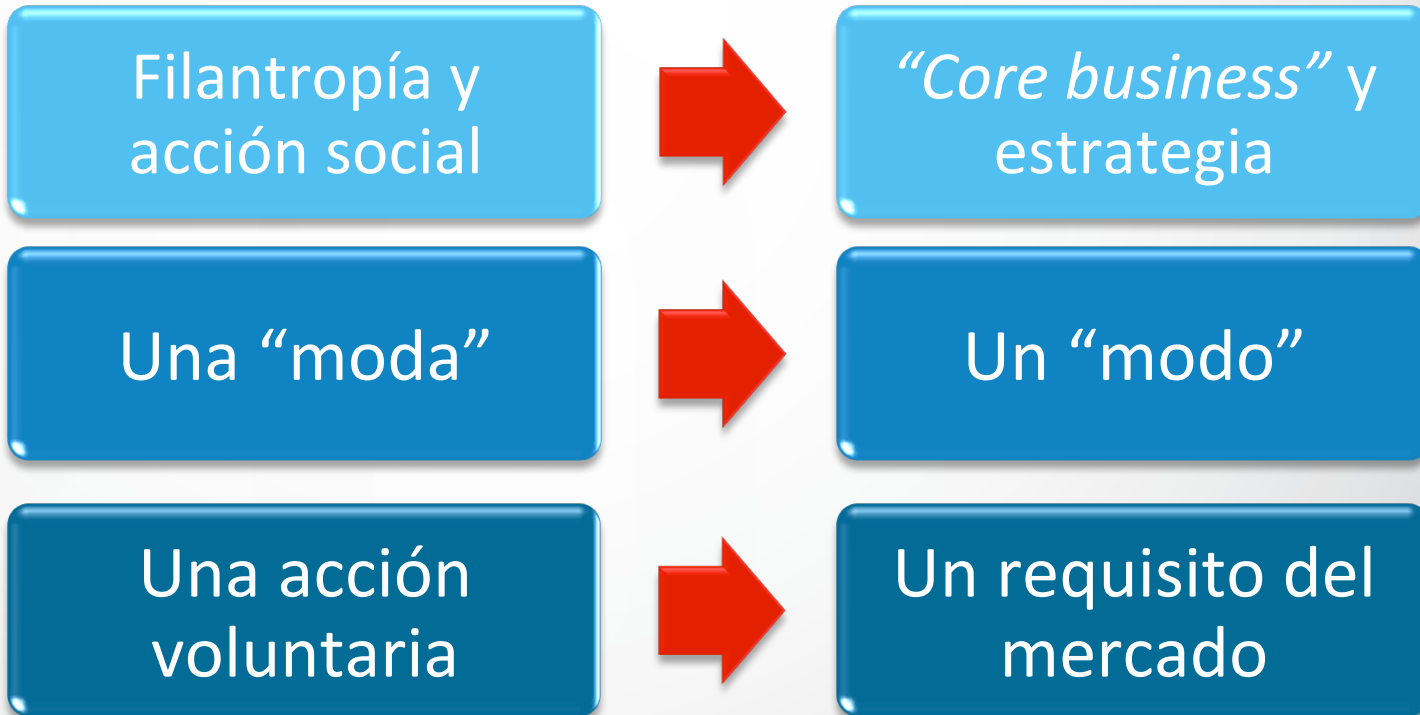 Filantropía y
acción social
“Core business” y
estrategia
Una “moda”
Un “modo”
Una acción
voluntaria
Un requisito del
mercado